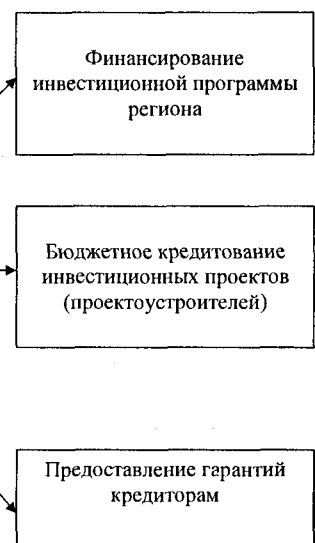 Финансирование
инвестиционной программы
региона
Бюджетное кредитование
инвестиционных проектов
(проектоустроителей)
Предоставление гарантий
кредиторам